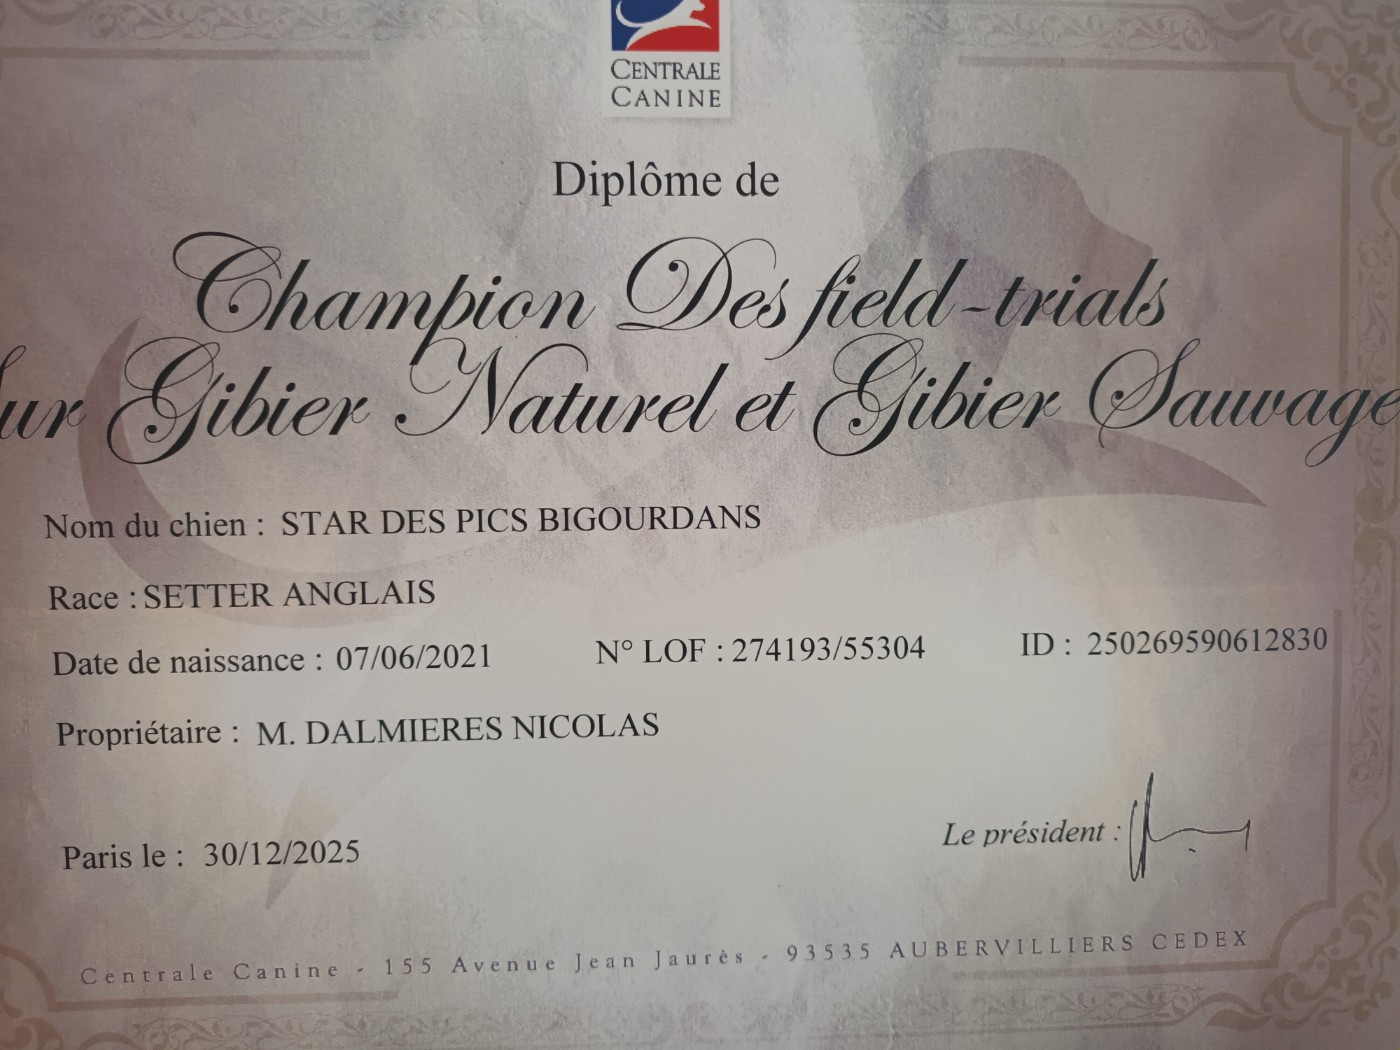 CENTRALE
CANINE
Diplôme de
Champion Des field-trials
Sur Gibier Naturel et Gibier Sauvage
Nom du chien : STAR DES PICS BIGOURDANS
Race : SETTER ANGLAIS
Date de naissance : 07/06/2021 N° LOF : 274193/55304 ID : 250269590612830
Propriétaire : M. DALMIERES NICOLAS
Le président :
Paris le : 30/12/2025
Centrale Canine - 155 Avenue Jean Jaurès - 93535 AUBERVILLIERS CEDEX